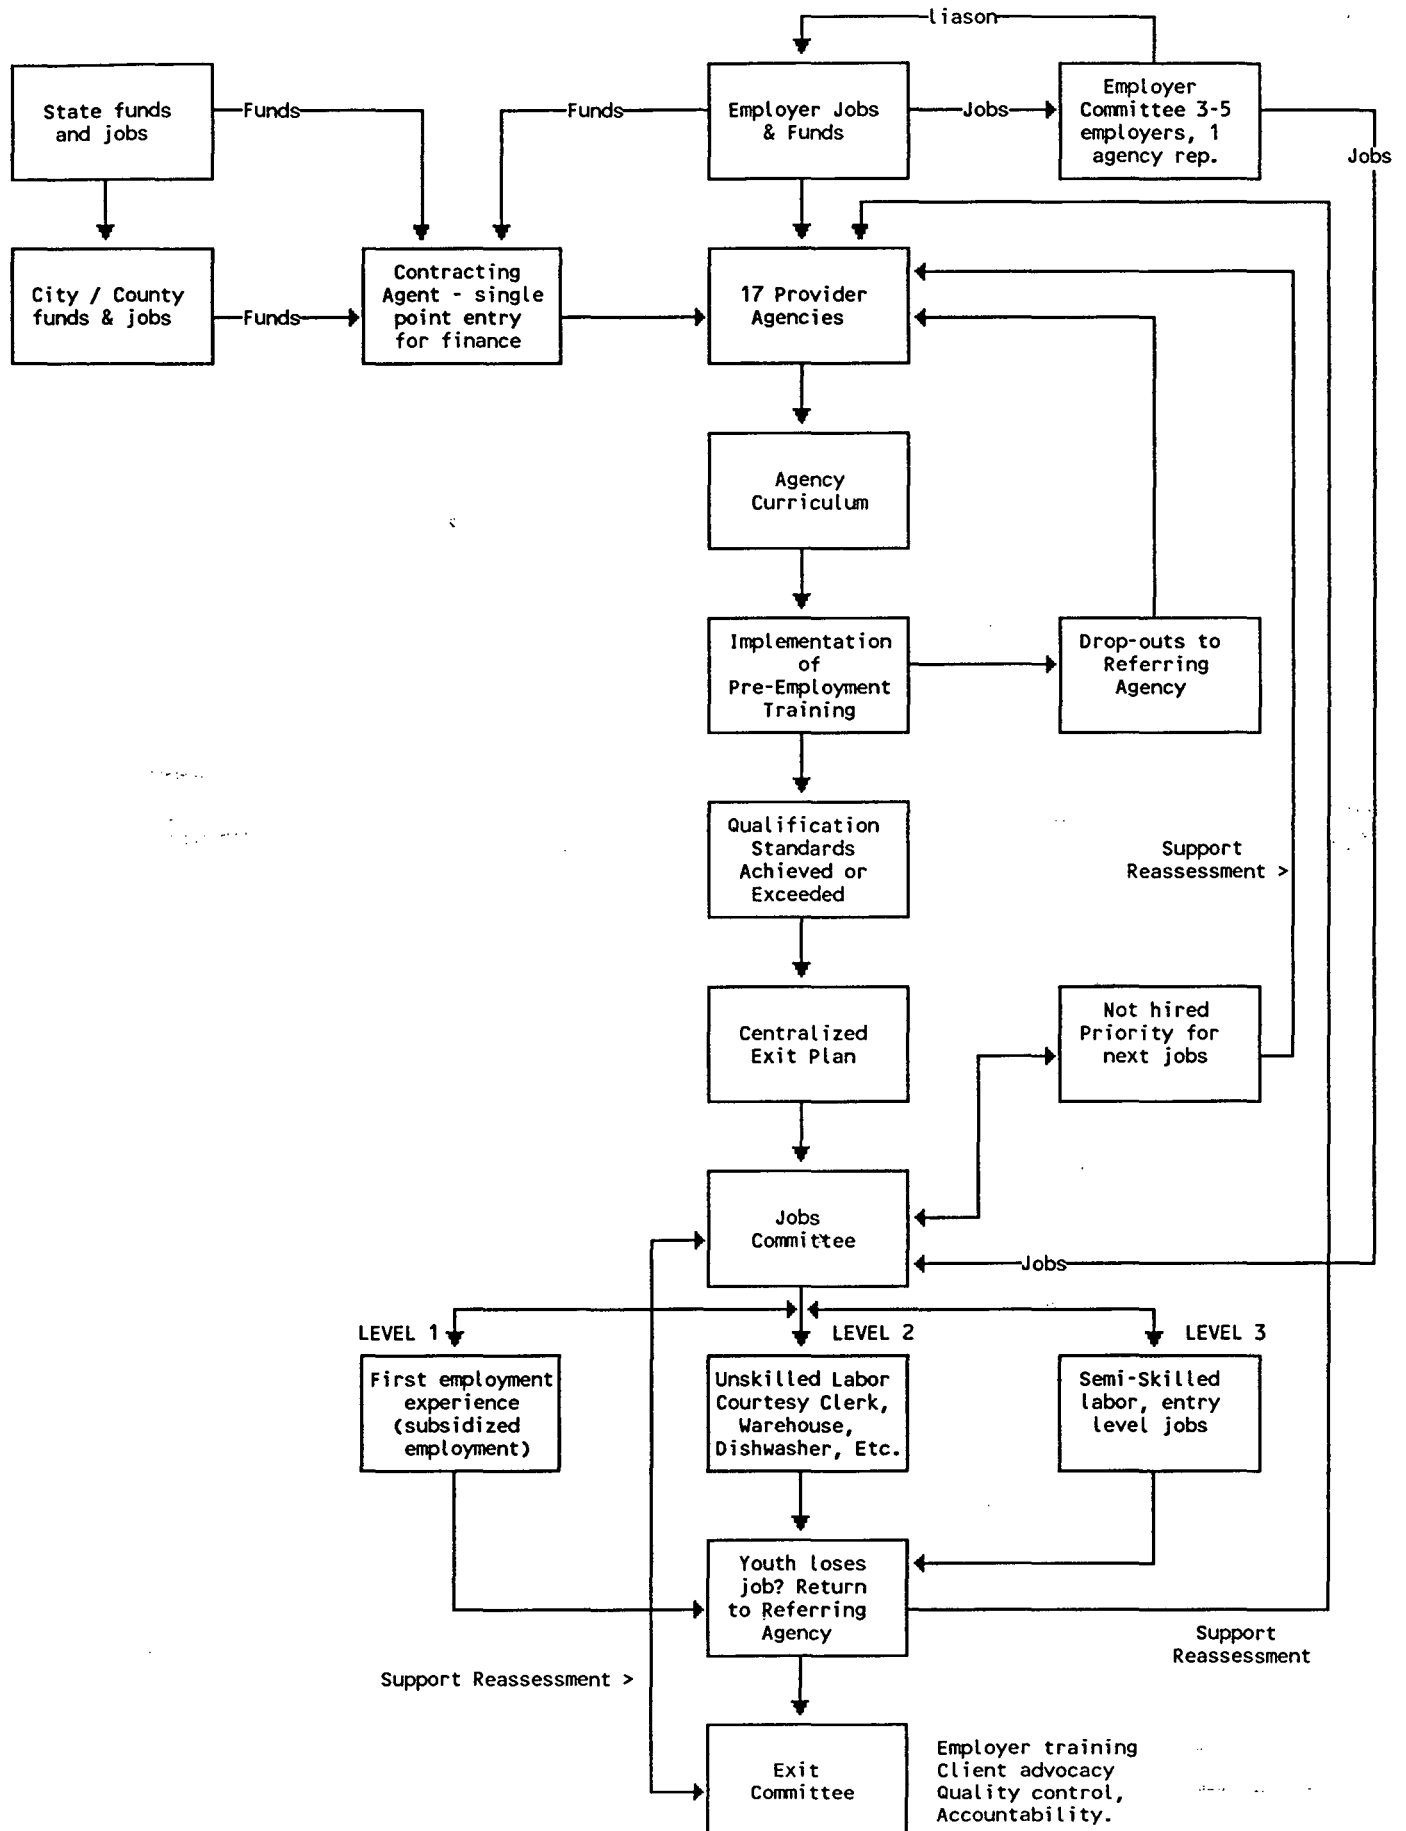 liason
State funds
and jobs
Funds
Funds
Employer Jobs
& Funds
Jobs
Employer
Committee 3-5
employers, 1
agency rep.
Jobs
City / County
funds & jobs
Funds
Contracting
Agent - single
point entry
for finance
17 Provider
Agencies
Agency
Curriculum
Implementation
of
Pre-Employment
Training
Drop-outs to
Referring
Agency
Qualification
Standards
Achieved or
Exceeded
Support
Reassessment >
Centralized
Exit Plan
Not hired
Priority for
next jobs
Jobs
Committee
Jobs
LEVEL 1
LEVEL 2
LEVEL 3
First employment
experience
(subsidized
employment)
Unskilled Labor
Courtesy Clerk,
Warehouse,
Dishwasher, Etc.
Semi-Skilled
labor, entry
level jobs
Youth loses
job? Return
to Referring
Agency
Support
Reassessment
Support Reassessment >
Exit
Committee
Employer training
Client advocacy
Quality control,
Accountability.